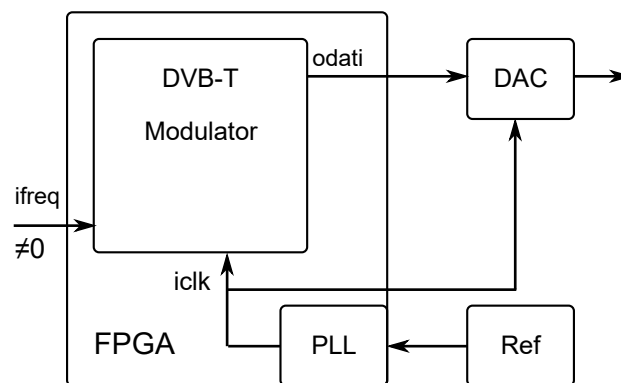 odati
DVB-T
Modulator
DAC
ifreq
≠0
iclk
FPGA
PLL
Ref